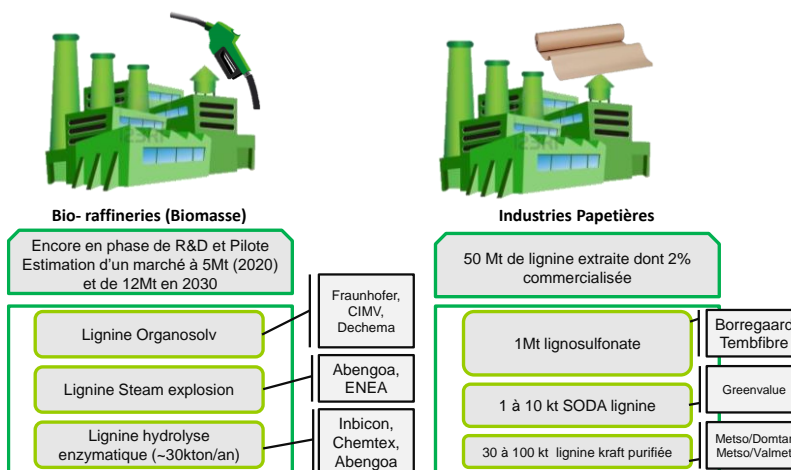 Bio- raffineries (Biomasse)
Encore en phase de R&D et Pilote
Estimation d'un marché à 5Mt (2020)
et de 12Mt en 2030
Lignine Organosolv
Fraunhofer,
CIMV,
Dechema
Lignine Steam explosion
Abengoa,
ENEA
Lignine hydrolyse
enzymatique (~30kton/an)
Inbicon,
Chemtex,
Abengoa
Industries Papetières
50 Mt de lignine extraite dont 2%
commercialisée
1Mt lignosulfonate
Borregaard
Tembfibre
1 à 10 kt SODA lignine
Greenvalue
30 à 100 kt lignine kraft purifiée
Metso/Domtar
Metso/Valmet